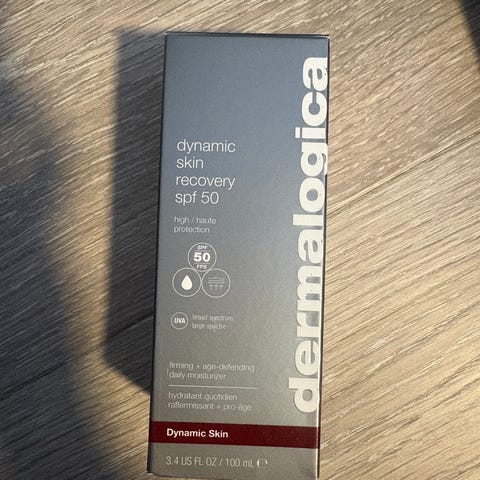 dermalogica
dynamic
skin
recovery
spf 50
high / haute
protection
SPF
50
FPS
UVA
broad spectrum
large spectre
firming + age-defending
daily moisturizer
hydratant quotidien
raffermissant + pro-âge
Dynamic Skin
3.4 US FL OZ / 100 mL ℮